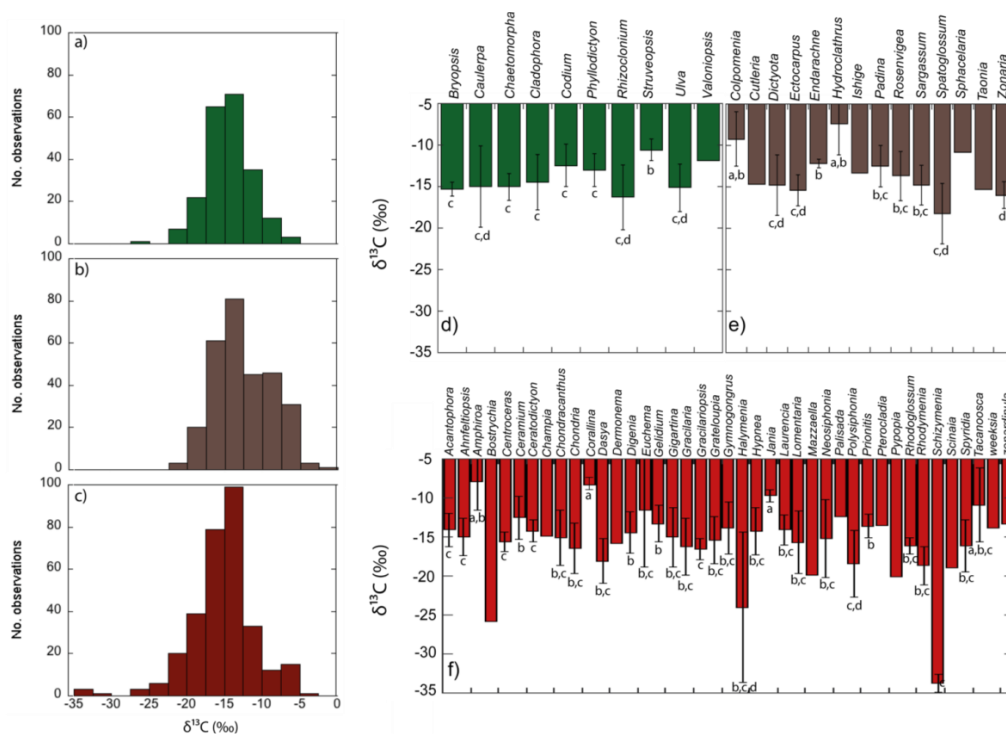 a)
100
80
60
40
20
0
No. observations
b)
100
80
60
40
20
0
No. observations
c)
100
80
60
40
20
0
No. observations
-35 -30 -25 -20 -15 -10 -5 0
δ¹³C (‰)
Bryopsis
Caulerpa
Chaetomorpha
Cladophora
Codium
Phyllodictyon
Rhizoclonium
Struveopsis
Ulva
Valoniopsis
-5
-10
-15
-20
-25
-30
-35
δ¹³C (‰)
c c,d c c c c c,d b c,d
d)
Colpomenia
Cutleria
Dictyota
Ectocarpus
Endarachne
Hydroclathrus
Ishige
Padina
Rosenvigea
Sargassum
Spatoglossum
Sphacelaria
Taonia
Zonaria
a,b c,d c,d b a,b b,c b,c b,c c,d d
e)
Acantophora
Ahnfeltiopsis
Amphiroa
Bostrychia
Centroceras
Ceramium
Ceratodictyon
Champia
Chondracanthus
Chondria
Corallina
Dasya
Dermonema
Digenia
Euchema
Gelidium
Gigartina
Gracilaria
Gracilariopsis
Grateloupia
Gymnogongrus
Halymenia
Hypnea
Jania
Laurencia
Lomentaria
Mazzaella
Neosiphonia
Palisada
Polysiphonia
Prionitis
Pterocladia
Pyropia
Rhodoglossum
Rhodymenia
Schizymenia
Scinaia
Spyridia
Tacanoosca
weeksia
-5
-10
-15
-20
-25
-30
-35
δ¹³C (‰)
c c a,b c b c b,c b,c a b,c b b,c b b,c b,c c b,c b,c b,c,d b,c a b,c b,c b,c c,d b b,c b,c c b,c a,b,c
f)